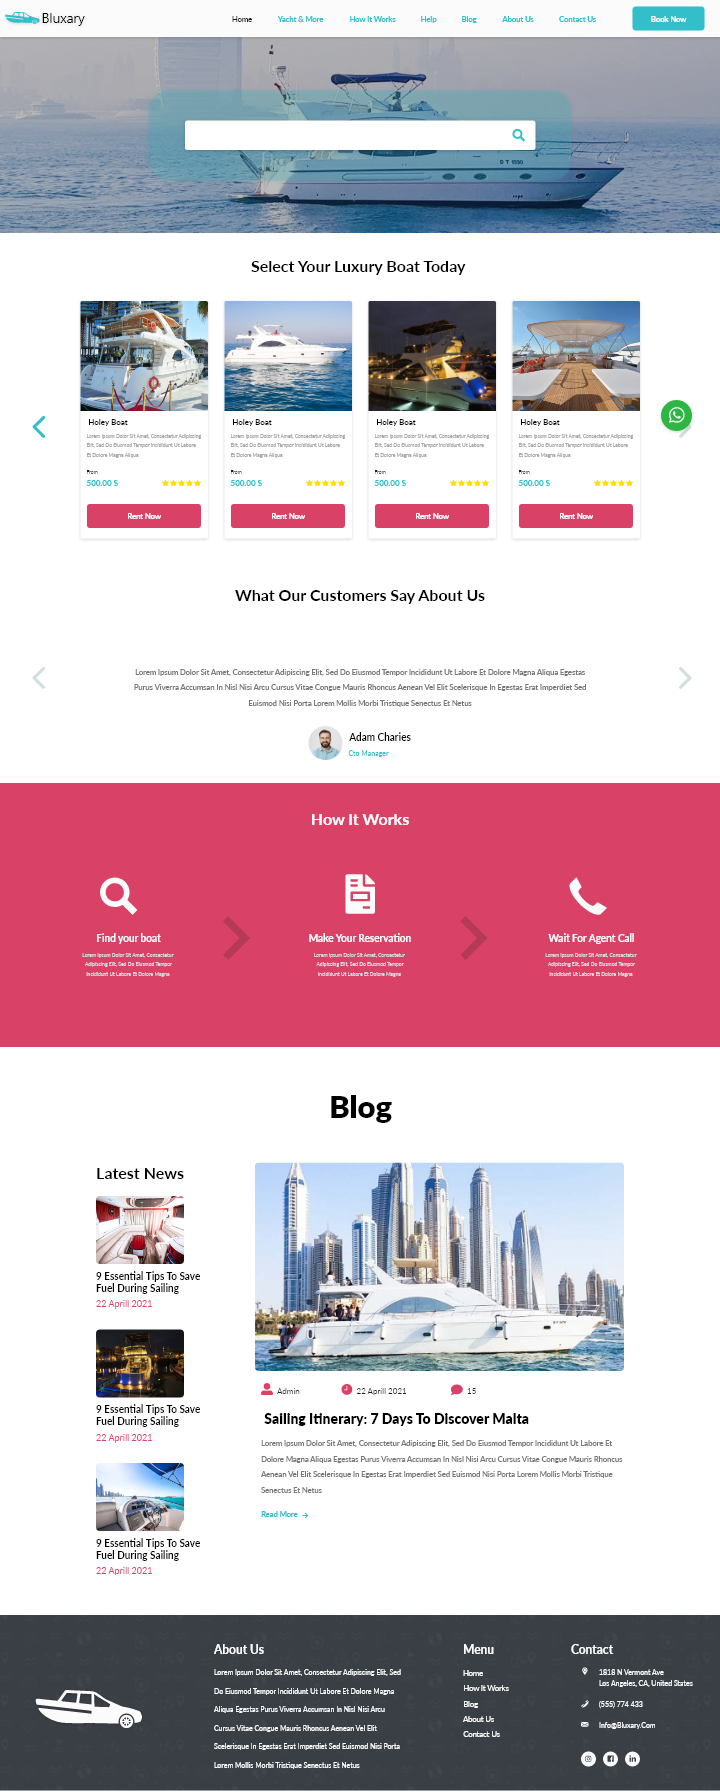 Bluxary
Home
Yacht & More
How It Works
Help
Blog
About Us
Contact Us
Book Now
Select Your Luxury Boat Today
Holey Boat
Lorem Ipsum Dolor Sit Amet, Consectetur Adipiscing
Elit, Sed Do Eiusmod Tempor Incididunt Ut Labore
Et Dolore Magna Aliqua
From
500.00 $
Rent Now
Holey Boat
Lorem Ipsum Dolor Sit Amet, Consectetur Adipiscing
Elit, Sed Do Eiusmod Tempor Incididunt Ut Labore
Et Dolore Magna Aliqua
From
500.00 $
Rent Now
Holey Boat
Lorem Ipsum Dolor Sit Amet, Consectetur Adipiscing
Elit, Sed Do Eiusmod Tempor Incididunt Ut Labore
Et Dolore Magna Aliqua
From
500.00 $
Rent Now
Holey Boat
Lorem Ipsum Dolor Sit Amet, Consectetur Adipiscing
Elit, Sed Do Eiusmod Tempor Incididunt Ut Labore
Et Dolore Magna Aliqua
From
500.00 $
Rent Now
What Our Customers Say About Us
Lorem Ipsum Dolor Sit Amet, Consectetur Adipiscing Elit, Sed Do Eiusmod Tempor Incididunt Ut Labore Et Dolore Magna Aliqua Egestas
Purus Viverra Accumsan In Nisl Nisi Arcu Cursus Vitae Congue Mauris Rhoncus Aenean Vel Elit Scelerisque In Egestas Erat Imperdiet Sed
Euismod Nisi Porta Lorem Mollis Morbi Tristique Senectus Et Netus
Adam Charies
Cto Manager
How It Works
Find your boat
Lorem Ipsum Dolor Sit Amet, Consectetur
Adipiscing Elit, Sed Do Eiusmod Tempor
Incididunt Ut Labore Et Dolore Magna
Make Your Reservation
Lorem Ipsum Dolor Sit Amet, Consectetur
Adipiscing Elit, Sed Do Eiusmod Tempor
Incididunt Ut Labore Et Dolore Magna
Wait For Agent Call
Lorem Ipsum Dolor Sit Amet, Consectetur
Adipiscing Elit, Sed Do Eiusmod Tempor
Incididunt Ut Labore Et Dolore Magna
Blog
Latest News
9 Essential Tips To Save
Fuel During Sailing
22 Aprill 2021
9 Essential Tips To Save
Fuel During Sailing
22 Aprill 2021
9 Essential Tips To Save
Fuel During Sailing
22 Aprill 2021
Admin
22 Aprill 2021
15
Sailing Itinerary: 7 Days To Discover Malta
Lorem Ipsum Dolor Sit Amet, Consectetur Adipiscing Elit, Sed Do Eiusmod Tempor Incididunt Ut Labore Et
Dolore Magna Aliqua Egestas Purus Viverra Accumsan In Nisl Nisi Arcu Cursus Vitae Congue Mauris Rhoncus
Aenean Vel Elit Scelerisque In Egestas Erat Imperdiet Sed Euismod Nisi Porta Lorem Mollis Morbi Tristique
Senectus Et Netus
Read More
About Us
Lorem Ipsum Dolor Sit Amet, Consectetur Adipiscing Elit, Sed
Do Eiusmod Tempor Incididunt Ut Labore Et Dolore Magna
Aliqua Egestas Purus Viverra Accumsan In Nisl Nisi Arcu
Cursus Vitae Congue Mauris Rhoncus Aenean Vel Elit
Scelerisque In Egestas Erat Imperdiet Sed Euismod Nisi Porta
Lorem Mollis Morbi Tristique Senectus Et Netus
Menu
Home
How It Works
Blog
About Us
Contact Us
Contact
1818 N Vermont Ave
Los Angeles, CA, United States
(555) 774 433
Info@Bluxary.Com